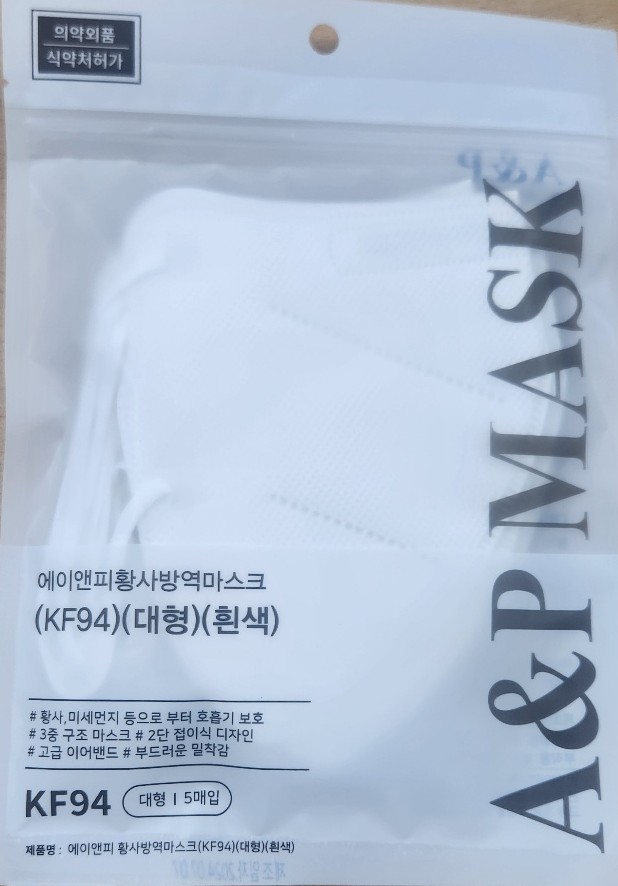 의약외품
식약처허가
A&P
A&P MASK
에이앤피황사방역마스크
(KF94)(대형)(흰색)
# 황사,미세먼지 등으로 부터 호흡기 보호
# 3중 구조 마스크 # 2단 접이식 디자인
# 고급 이어밴드 # 부드러운 밀착감
KF94 대형 I 5매입
제품명 : 에이앤피 황사방역마스크(KF94)(대형)(흰색)